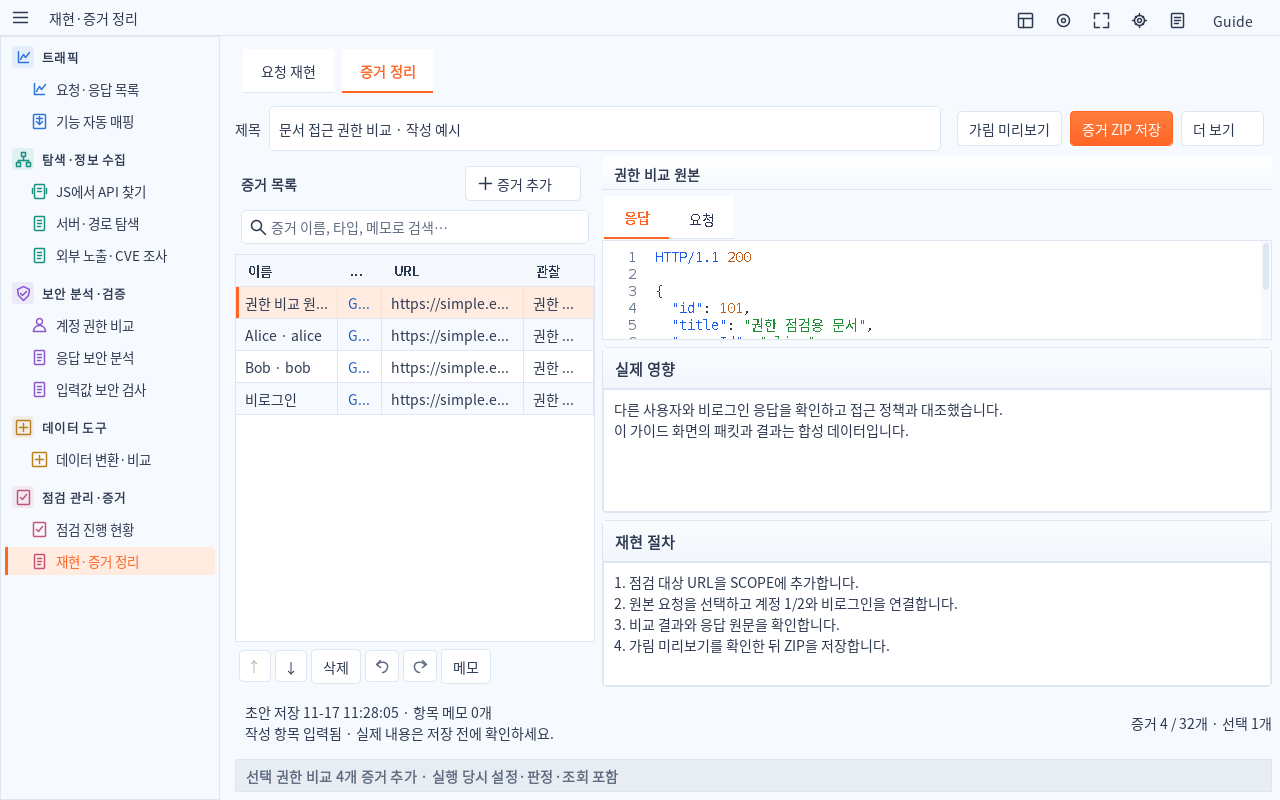 재현·증거 정리
Guide
트래픽
요청·응답 목록
기능 자동 매핑
탐색·정보 수집
JS에서 API 찾기
서버·경로 탐색
외부 노출·CVE 조사
보안 분석·검증
계정 권한 비교
응답 보안 분석
입력값 보안 검사
데이터 도구
데이터 변환·비교
점검 관리·증거
점검 진행 현황
재현·증거 정리
요청 재현
증거 정리
제목
문서 접근 권한 비교 · 작성 예시
가림 미리보기
증거 ZIP 저장
더 보기
증거 목록
증거 추가
증거 이름, 타입, 메모로 검색…
이름 ... URL 관찰
권한 비교 원... G... https://simple.e... 권한 ...
Alice · alice G... https://simple.e... 권한 ...
Bob · bob G... https://simple.e... 권한 ...
비로그인 G... https://simple.e... 권한 ...
↑ ↓ 삭제 메모
초안 저장 11-17 11:28:05 · 항목 메모 0개
작성 항목 입력됨 · 실제 내용은 저장 전에 확인하세요.
권한 비교 원본
응답 요청
1 HTTP/1.1 200
2
3 {
4 "id": 101,
5 "title": "권한 점검용 문서",
실제 영향
다른 사용자와 비로그인 응답을 확인하고 접근 정책과 대조했습니다.
이 가이드 화면의 패킷과 결과는 합성 데이터입니다.
재현 절차
1. 점검 대상 URL을 SCOPE에 추가합니다.
2. 원본 요청을 선택하고 계정 1/2와 비로그인을 연결합니다.
3. 비교 결과와 응답 원문을 확인합니다.
4. 가림 미리보기를 확인한 뒤 ZIP을 저장합니다.
증거 4 / 32개 · 선택 1개
선택 권한 비교 4개 증거 추가 · 실행 당시 설정·판정·조회 포함